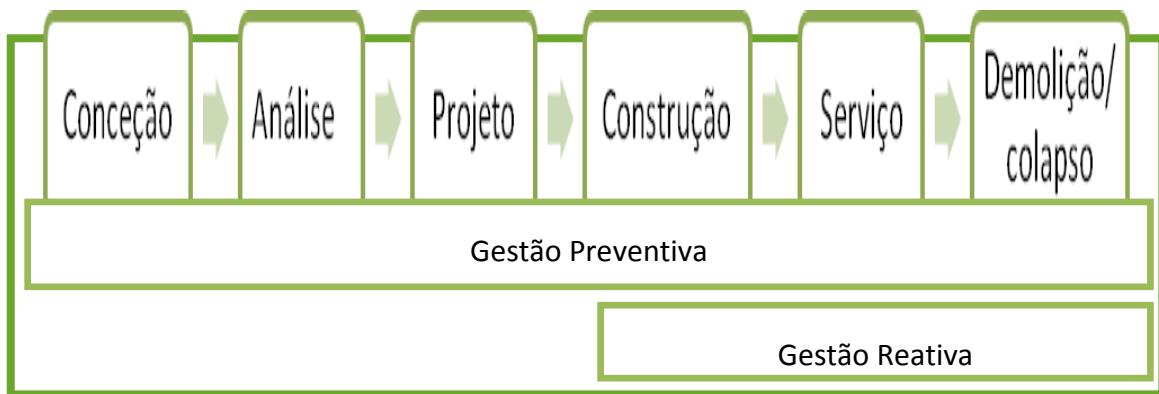 Conceção
Análise
Projeto
Construção
Serviço
Demolição/
colapso
Gestão Preventiva
Gestão Reativa